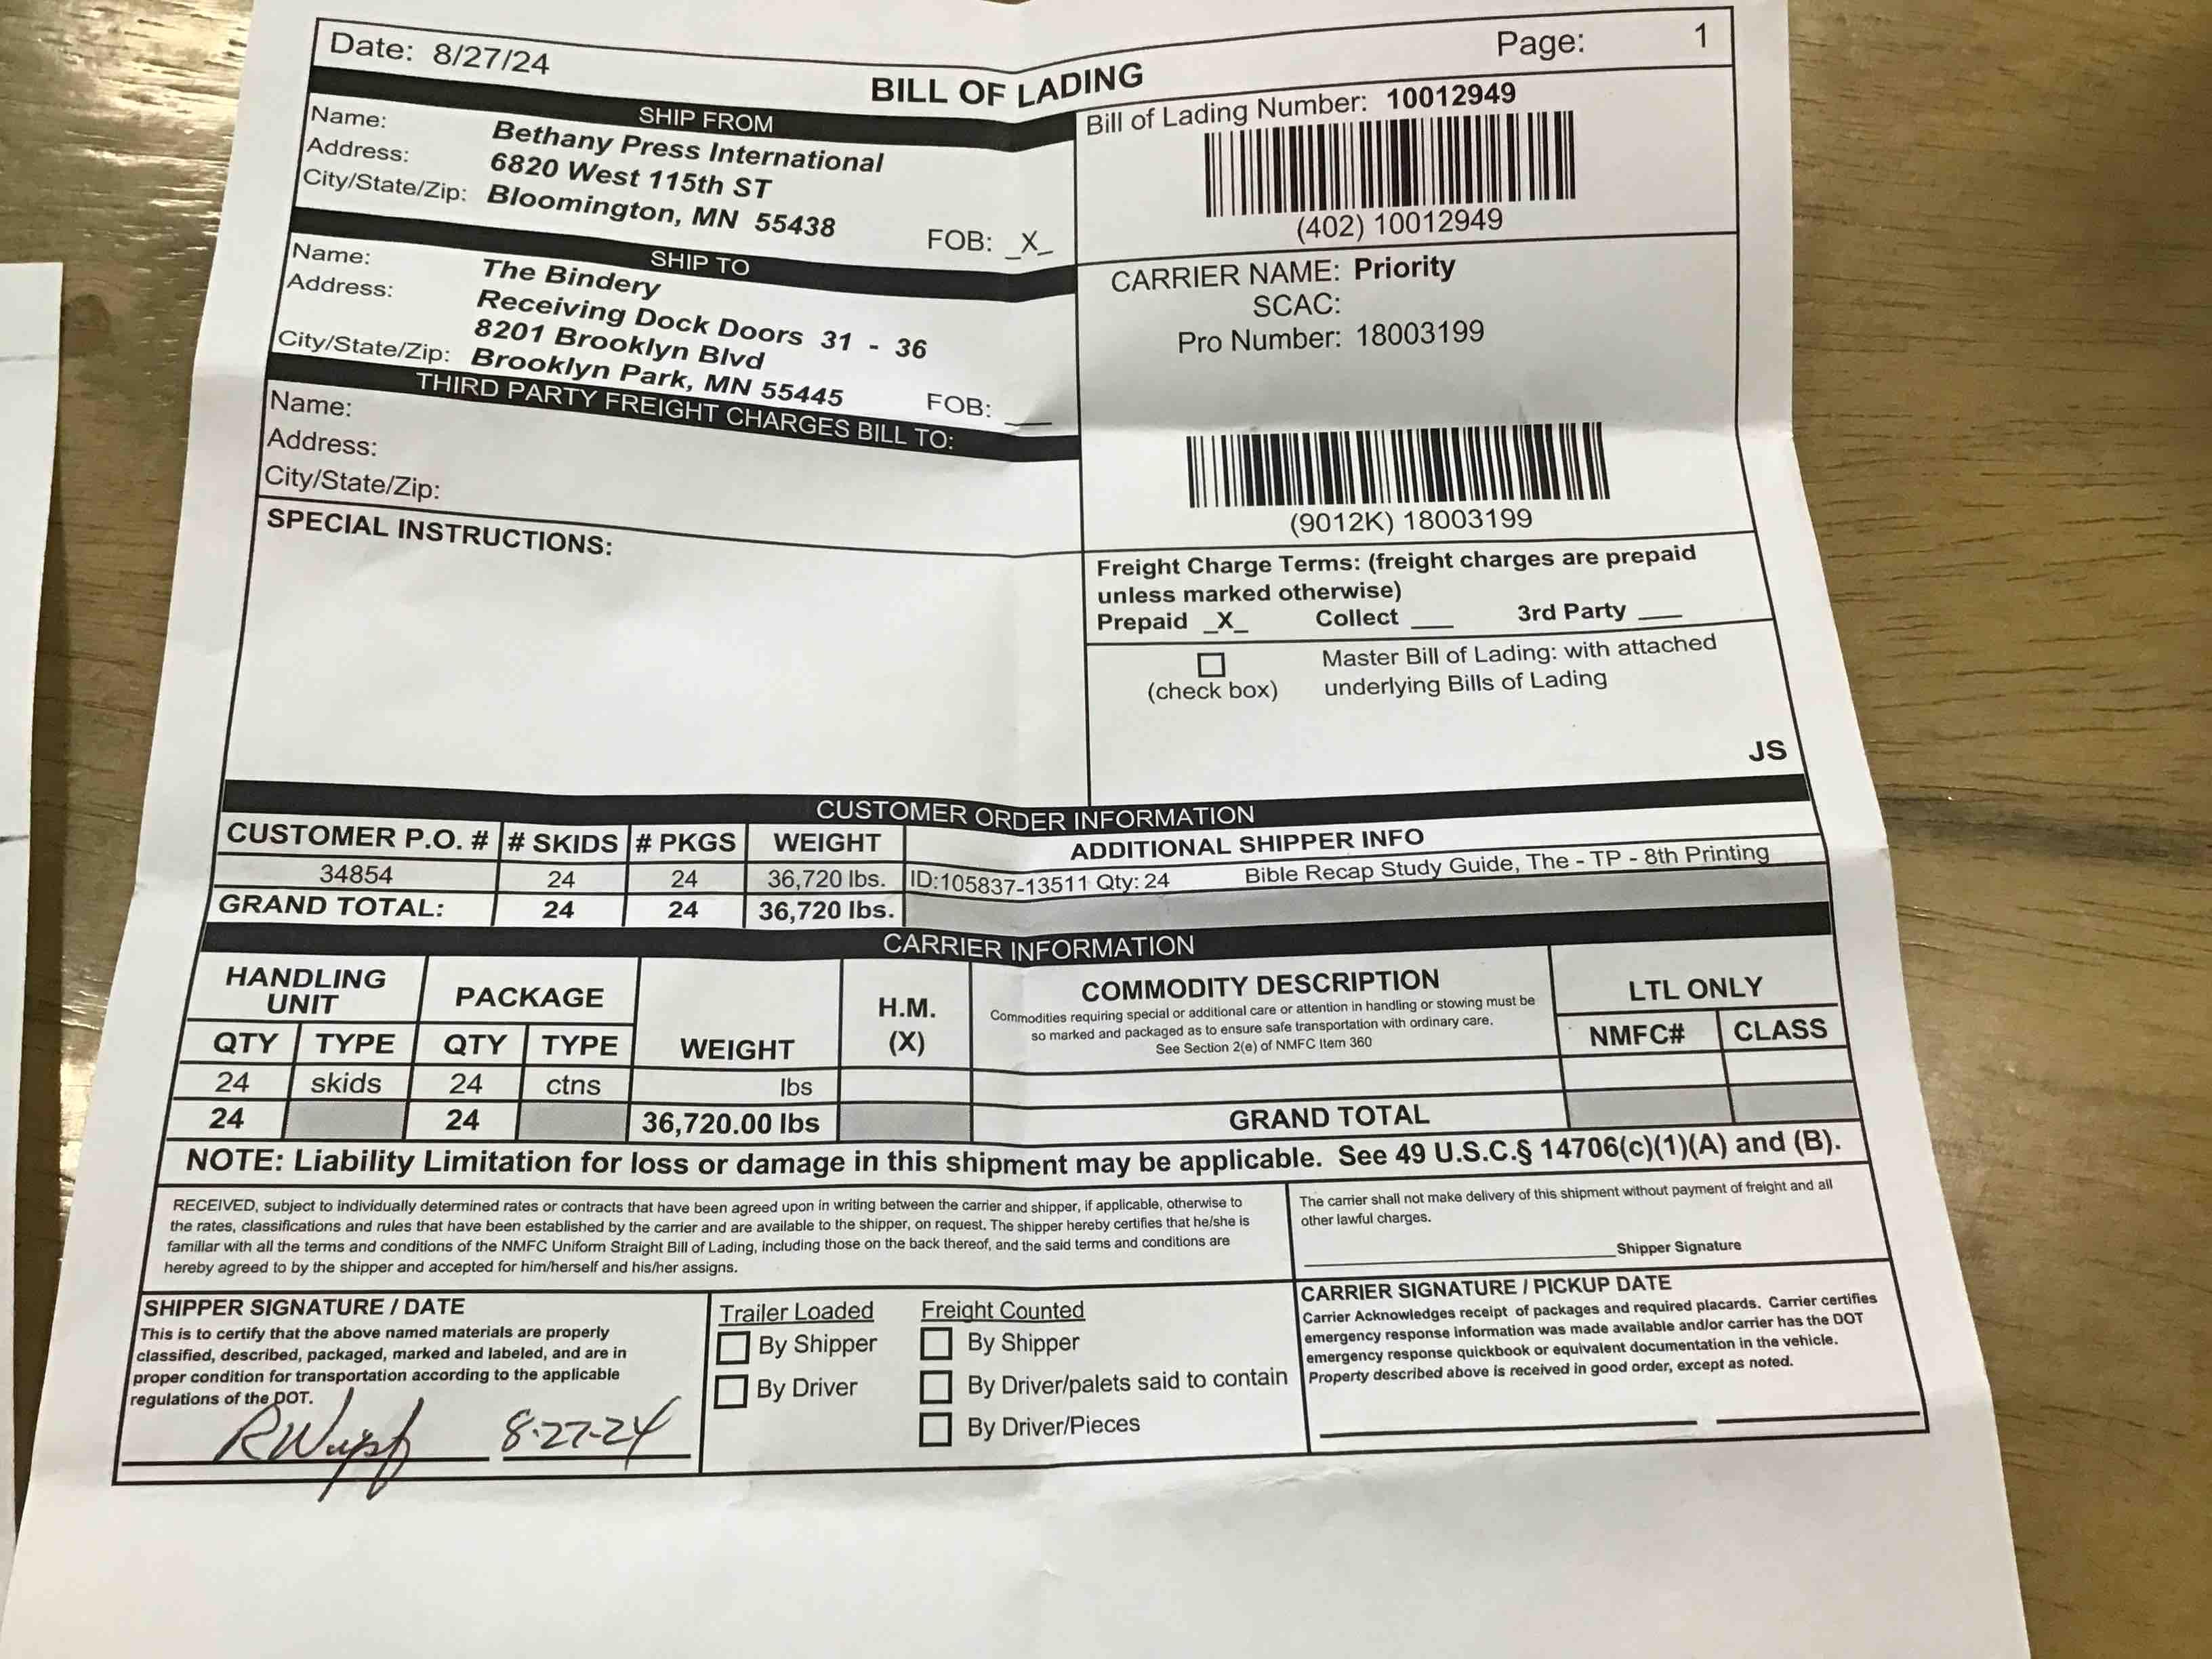 Date: 8/27/24
BILL OF LADING
Page: 1
SHIP FROM
Name: Bethany Press International
Address: 6820 West 115th ST
City/State/Zip: Bloomington, MN 55438
FOB: _X_
Bill of Lading Number: 10012949
(402) 10012949
SHIP TO
Name: The Bindery
Address: Receiving Dock Doors 31 - 36
8201 Brooklyn Blvd
City/State/Zip: Brooklyn Park, MN 55445
FOB: ___
CARRIER NAME: Priority
SCAC:
Pro Number: 18003199
THIRD PARTY FREIGHT CHARGES BILL TO:
Name:
Address:
City/State/Zip:
(9012K) 18003199
SPECIAL INSTRUCTIONS:
Freight Charge Terms: (freight charges are prepaid
unless marked otherwise)
Prepaid _X_ Collect ___ 3rd Party ___
Master Bill of Lading: with attached
(check box) underlying Bills of Lading
JS
CUSTOMER ORDER INFORMATION
CUSTOMER P.O. # # SKIDS # PKGS WEIGHT ADDITIONAL SHIPPER INFO
34854 24 24 36,720 lbs. ID:105837-13511 Qty: 24 Bible Recap Study Guide, The - TP - 8th Printing
GRAND TOTAL: 24 24 36,720 lbs.
CARRIER INFORMATION
HANDLING
UNIT
PACKAGE
WEIGHT
H.M.
(X)
COMMODITY DESCRIPTION
Commodities requiring special or additional care or attention in handling or stowing must be
so marked and packaged as to ensure safe transportation with ordinary care.
See Section 2(e) of NMFC Item 360
LTL ONLY
QTY TYPE QTY TYPE NMFC# CLASS
24 skids 24 ctns lbs
24 24 36,720.00 lbs GRAND TOTAL
NOTE: Liability Limitation for loss or damage in this shipment may be applicable. See 49 U.S.C.§ 14706(c)(1)(A) and (B).
RECEIVED, subject to individually determined rates or contracts that have been agreed upon in writing between the carrier and shipper, if applicable, otherwise to
the rates, classifications and rules that have been established by the carrier and are available to the shipper, on request. The shipper hereby certifies that he/she is
familiar with all the terms and conditions of the NMFC Uniform Straight Bill of Lading, including those on the back thereof, and the said terms and conditions are
hereby agreed to by the shipper and accepted for him/herself and his/her assigns.
The carrier shall not make delivery of this shipment without payment of freight and all
other lawful charges.
Shipper Signature
SHIPPER SIGNATURE / DATE
This is to certify that the above named materials are properly
classified, described, packaged, marked and labeled, and are in
proper condition for transportation according to the applicable
regulations of the DOT.
8-27-24
Trailer Loaded
By Shipper
By Driver
Freight Counted
By Shipper
By Driver/palets said to contain
By Driver/Pieces
CARRIER SIGNATURE / PICKUP DATE
Carrier Acknowledges receipt of packages and required placards. Carrier certifies
emergency response information was made available and/or carrier has the DOT
emergency response quickbook or equivalent documentation in the vehicle.
Property described above is received in good order, except as noted.